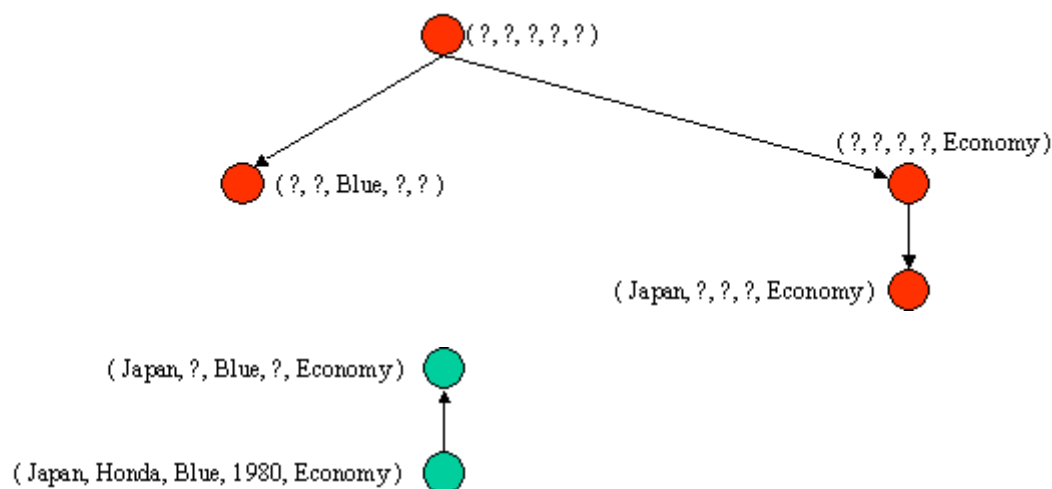 ( ?, ?, ?, ?, ? )
( ?, ?, ?, ?, Economy )
( ?, ?, Blue, ?, ? )
( Japan, ?, ?, ?, Economy )
( Japan, ?, Blue, ?, Economy )
( Japan, Honda, Blue, 1980, Economy )